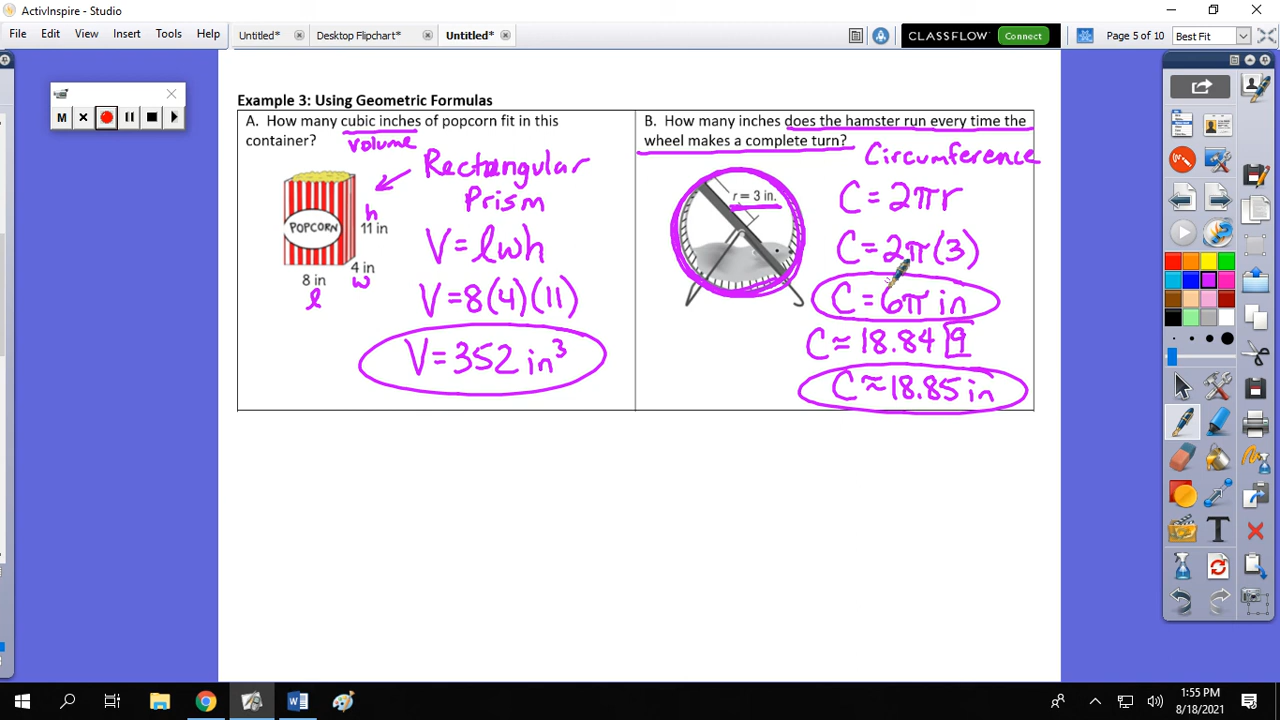 ActivInspire - Studio
File Edit View Insert Tools Help
Untitled* Desktop Flipchart* Untitled*
CLASSFLOW Connect
Page 5 of 10 Best Fit
M
Example 3: Using Geometric Formulas
A. How many cubic inches of popcorn fit in this
container?
volume
Rectangular
Prism
POPCORN
h
11 in
4 in
w
8 in
l
V=lwh
V=8(4)(11)
V=352 in³
B. How many inches does the hamster run every time the
wheel makes a complete turn?
Circumference
r = 3 in.
C=2πr
C=2π(3)
C=6π in
C≈18.849
C≈18.85 in
T
W
1:55 PM
8/18/2021